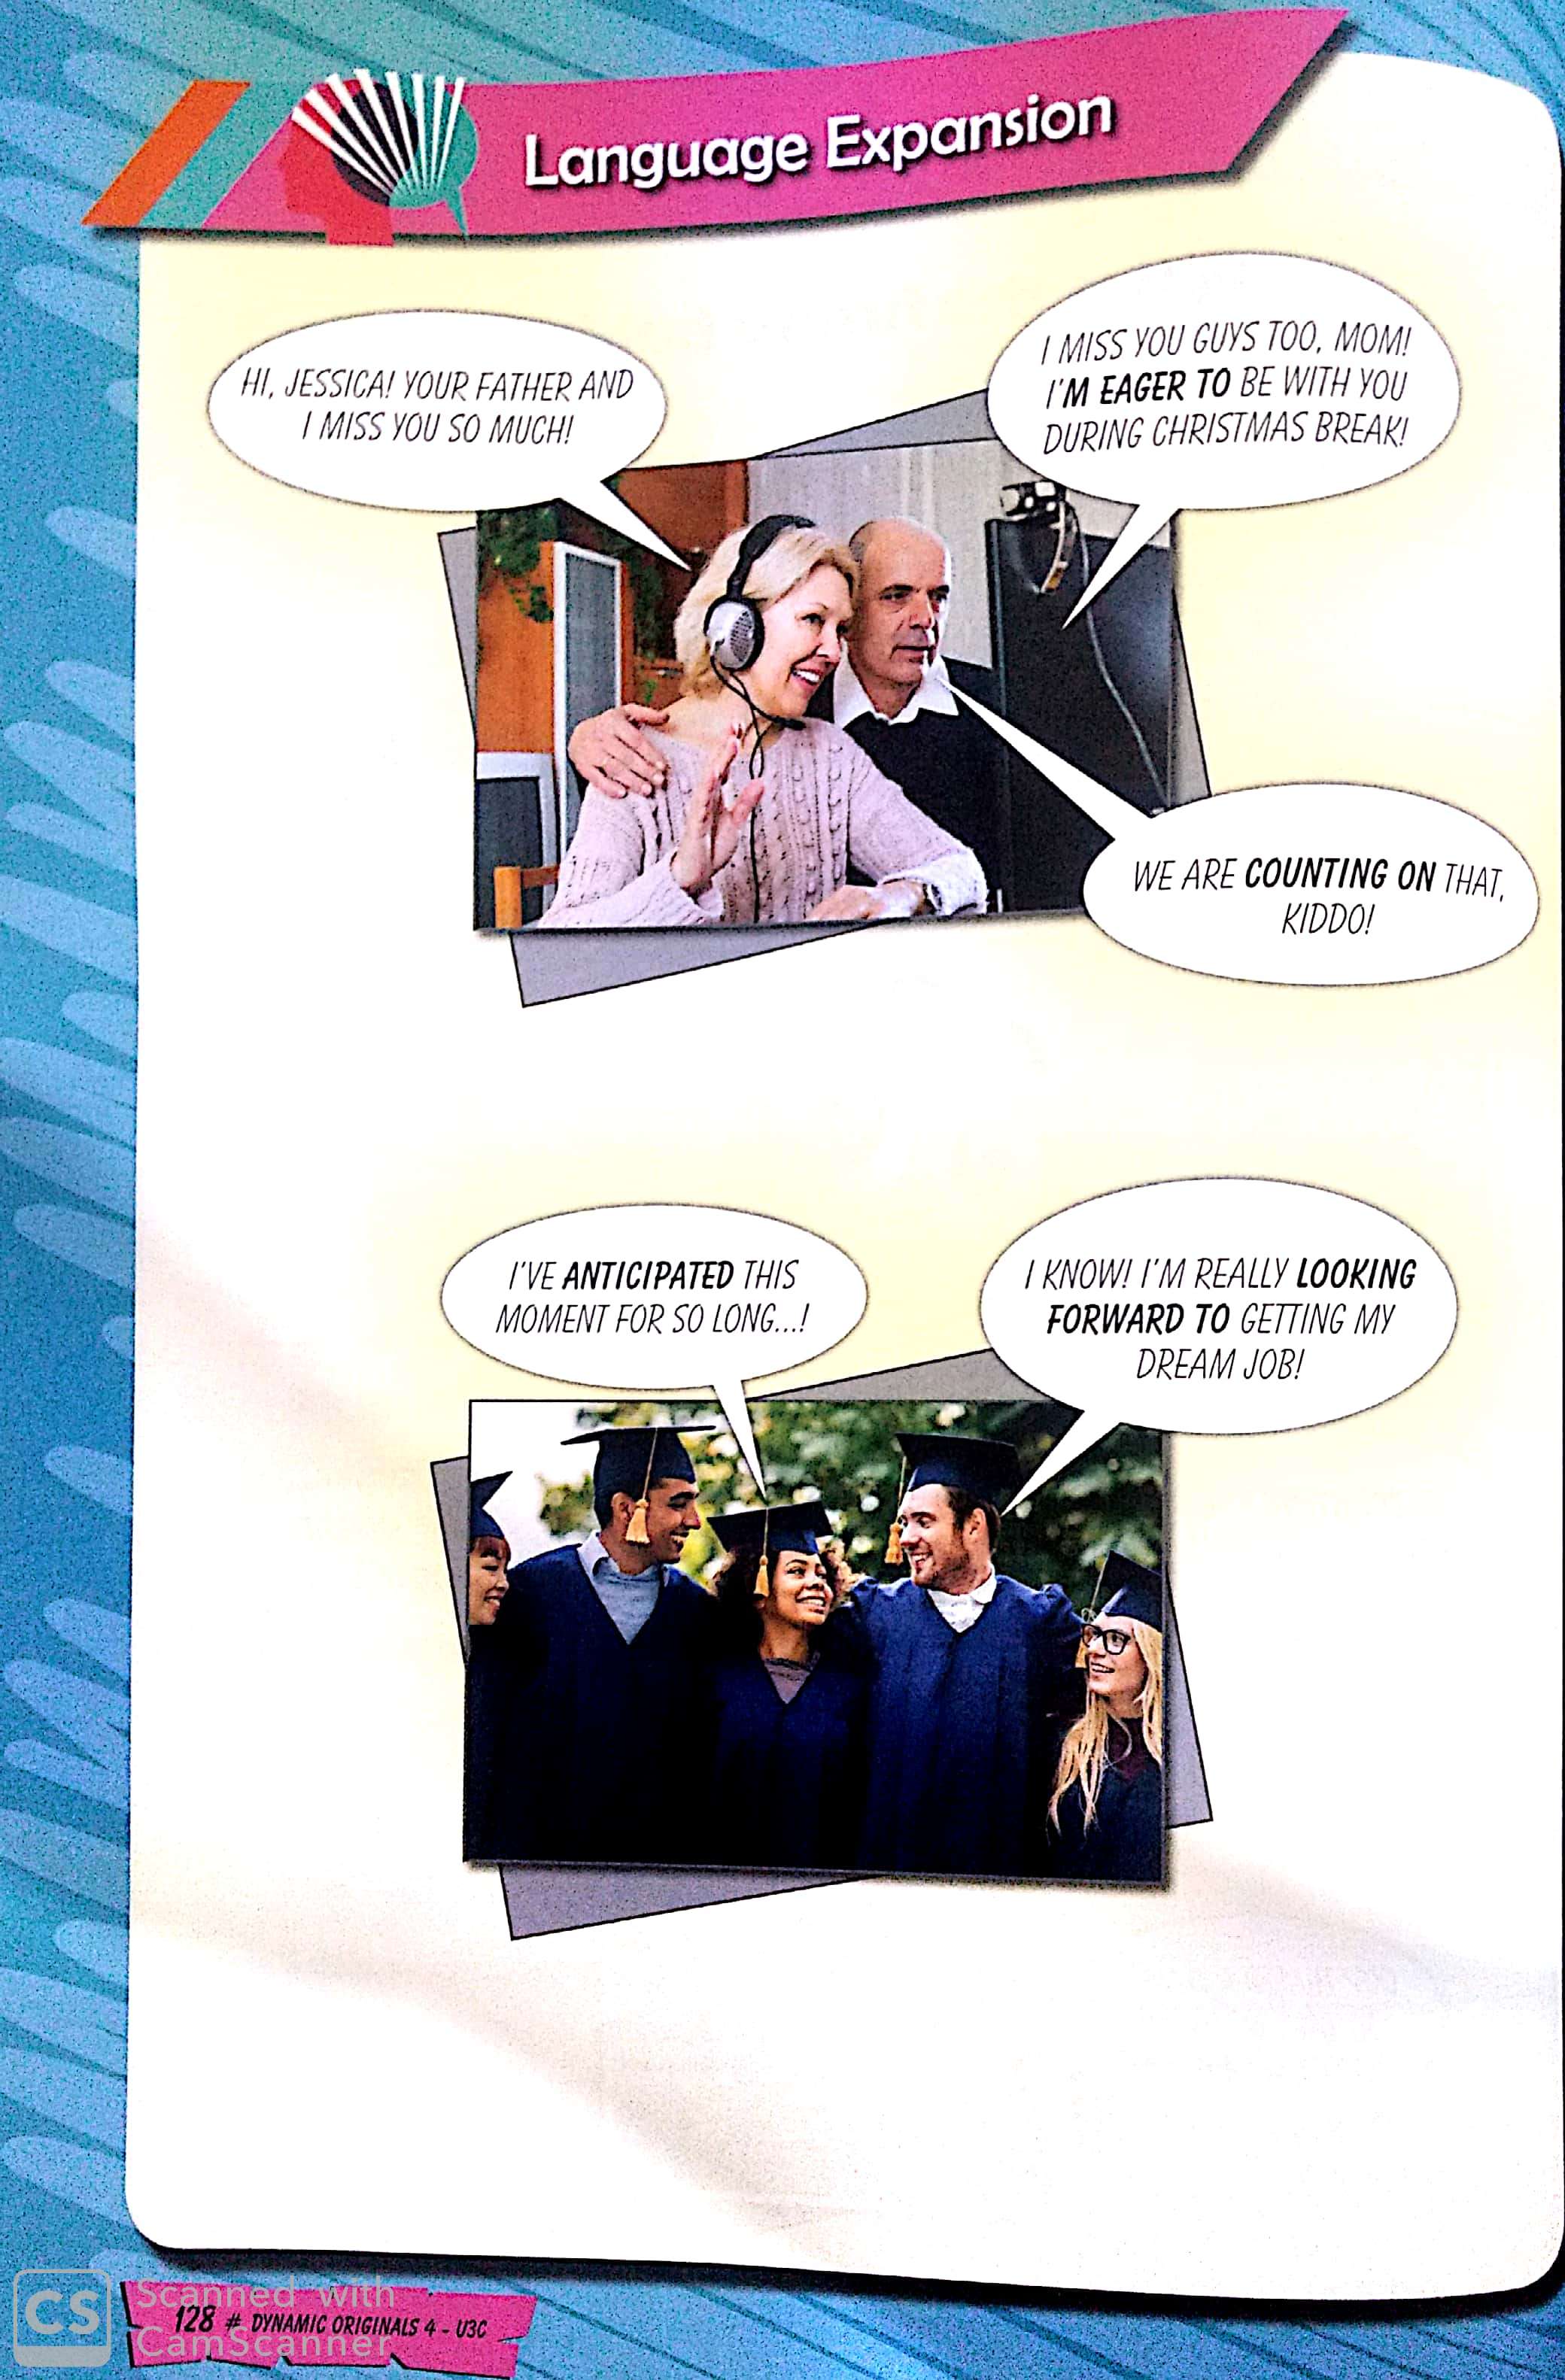 Language Expansion
HI, JESSICA! YOUR FATHER AND
I MISS YOU SO MUCH!
I MISS YOU GUYS TOO, MOM!
I'M EAGER TO BE WITH YOU
DURING CHRISTMAS BREAK!
WE ARE COUNTING ON THAT,
KIDDO!
I'VE ANTICIPATED THIS
MOMENT FOR SO LONG...!
I KNOW! I'M REALLY LOOKING
FORWARD TO GETTING MY
DREAM JOB!
128 # DYNAMIC ORIGINALS 4 - U3C
CS
Scanned with
CamScanner